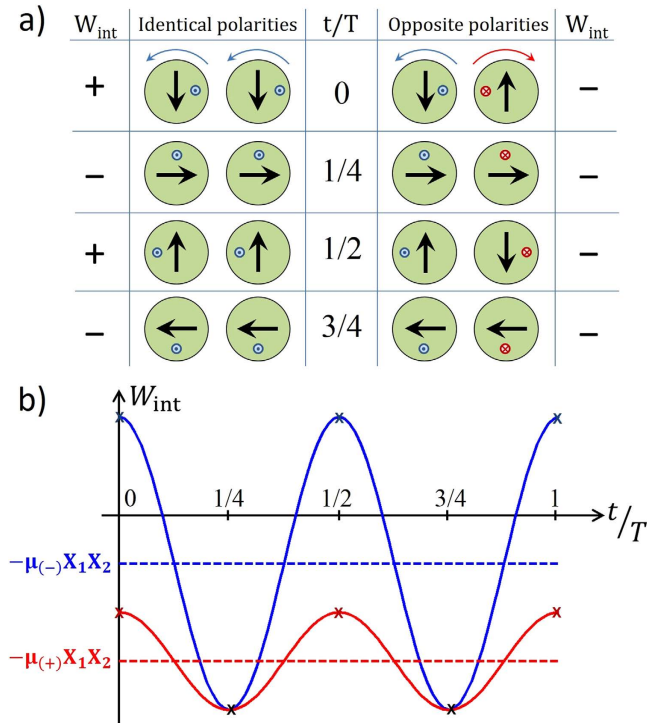 a)
W_int Identical polarities t/T Opposite polarities W_int
+ 0 −
− 1/4 −
+ 1/2 −
− 3/4 −
b)
W_int
0 1/4 1/2 3/4 1 t/T
−μ(−)X₁X₂
−μ(+)X₁X₂